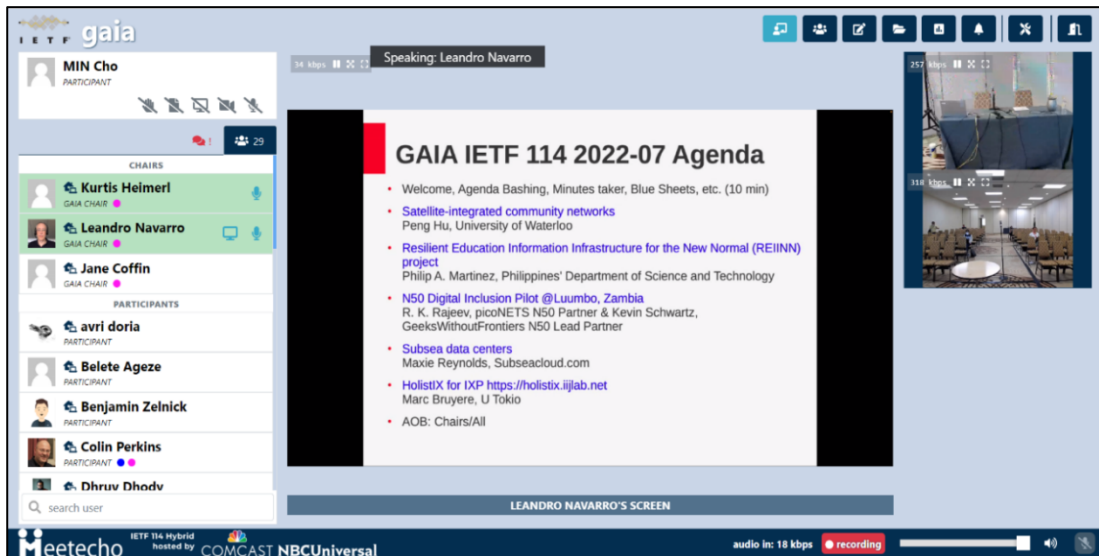 IETF gaia
MIN Cho
PARTICIPANT
29
CHAIRS
Kurtis Heimerl
GAIA CHAIR
Leandro Navarro
GAIA CHAIR
Jane Coffin
GAIA CHAIR
PARTICIPANTS
avri doria
PARTICIPANT
Belete Ageze
PARTICIPANT
Benjamin Zelnick
PARTICIPANT
Colin Perkins
PARTICIPANT
Dhruv Dhody
search user
34 kbps
Speaking: Leandro Navarro
GAIA IETF 114 2022-07 Agenda
• Welcome, Agenda Bashing, Minutes taker, Blue Sheets, etc. (10 min)
• Satellite-integrated community networks
Peng Hu, University of Waterloo
• Resilient Education Information Infrastructure for the New Normal (REIINN)
project
Philip A. Martinez, Philippines' Department of Science and Technology
• N50 Digital Inclusion Pilot @Luumbo, Zambia
R. K. Rajeev, picoNETS N50 Partner & Kevin Schwartz,
GeeksWithoutFrontiers N50 Lead Partner
• Subsea data centers
Maxie Reynolds, Subseacloud.com
• HolistIX for IXP https://holistix.iijlab.net
Marc Bruyere, U Tokio
• AOB: Chairs/All
LEANDRO NAVARRO'S SCREEN
257 kbps
318 kbps
Meetecho
IETF 114 Hybrid
hosted by COMCAST NBCUniversal
audio in: 18 kbps
recording